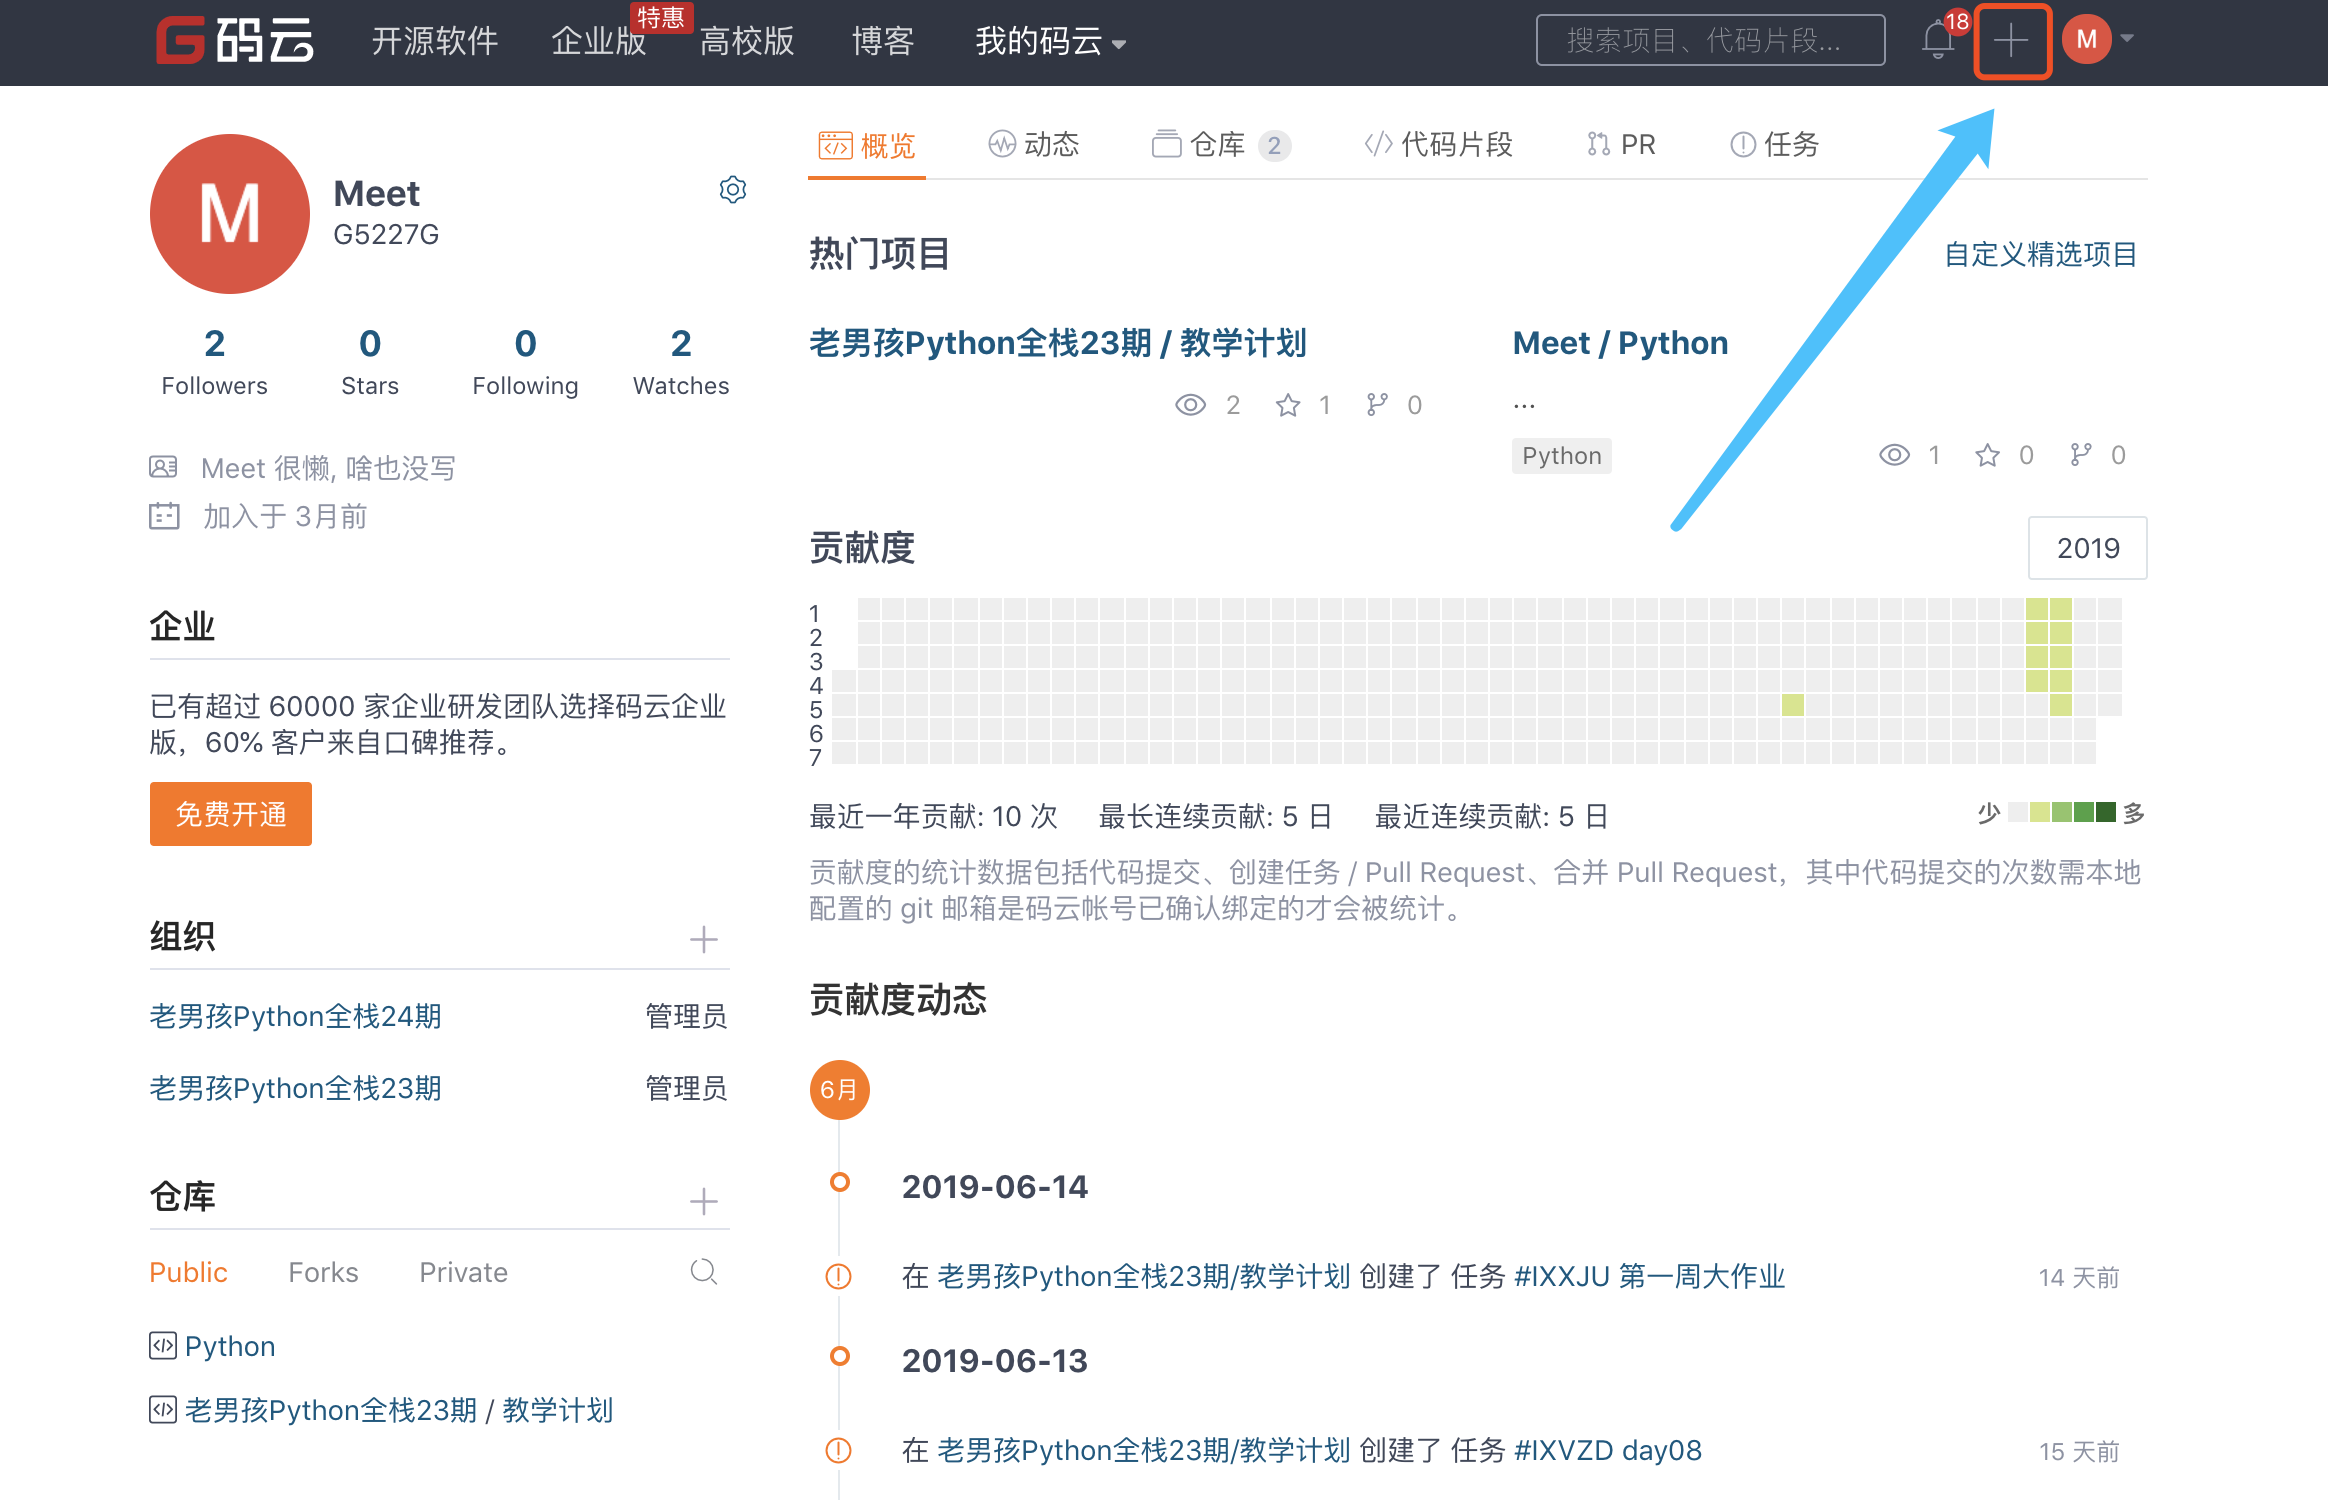 码云
开源软件
企业版
特惠
高校版
博客
我的码云
搜索项目、代码片段...
18
M
M
Meet
G5227G
2
Followers
0
Stars
0
Following
2
Watches
Meet 很懒, 啥也没写
加入于 3月前
企业
已有超过 60000 家企业研发团队选择码云企业
版，60% 客户来自口碑推荐。
免费开通
组织
老男孩Python全栈24期 管理员
老男孩Python全栈23期 管理员
仓库
Public Forks Private
Python
老男孩Python全栈23期 / 教学计划
概览
动态
仓库 2
代码片段
PR
任务
热门项目
自定义精选项目
老男孩Python全栈23期 / 教学计划
2 1 0
Meet / Python
...
Python
1 0 0
贡献度
2019
1
2
3
4
5
6
7
最近一年贡献: 10 次 最长连续贡献: 5 日 最近连续贡献: 5 日
少 多
贡献度的统计数据包括代码提交、创建任务 / Pull Request、合并 Pull Request，其中代码提交的次数需本地
配置的 git 邮箱是码云帐号已确认绑定的才会被统计。
贡献度动态
6月
2019-06-14
在 老男孩Python全栈23期/教学计划 创建了 任务 #IXXJU 第一周大作业 14 天前
2019-06-13
在 老男孩Python全栈23期/教学计划 创建了 任务 #IXVZD day08 15 天前